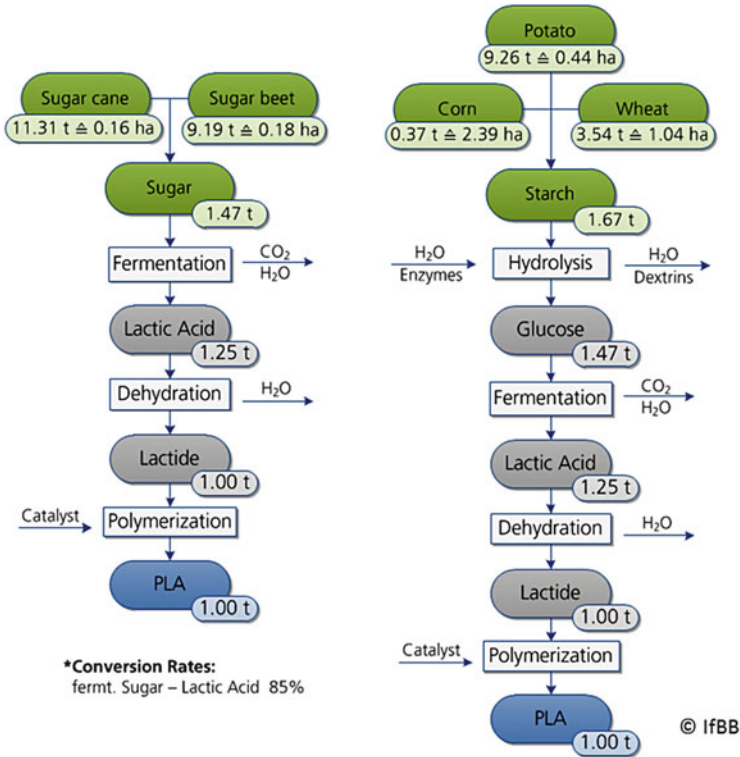 Sugar cane
11.31 t ≙ 0.16 ha
Sugar beet
9.19 t ≙ 0.18 ha
Sugar
1.47 t
Fermentation
CO₂
H₂O
Lactic Acid
1.25 t
Dehydration
H₂O
Lactide
1.00 t
Catalyst
Polymerization
PLA
1.00 t
*Conversion Rates:
fermt. Sugar – Lactic Acid 85%
Potato
9.26 t ≙ 0.44 ha
Corn
0.37 t ≙ 2.39 ha
Wheat
3.54 t ≙ 1.04 ha
Starch
1.67 t
H₂O
Enzymes
Hydrolysis
H₂O
Dextrins
Glucose
1.47 t
Fermentation
CO₂
H₂O
Lactic Acid
1.25 t
Dehydration
H₂O
Lactide
1.00 t
Catalyst
Polymerization
PLA
1.00 t
© IfBB